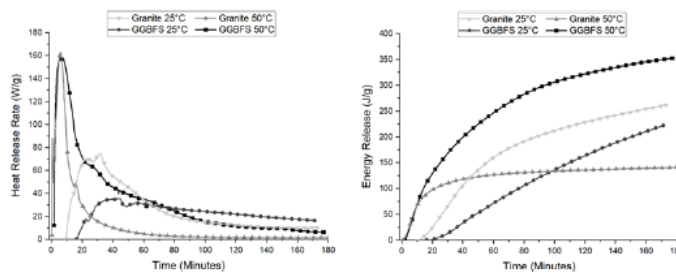 Granite 25°C Granite 50°C
GGBFS 25°C GGBFS 50°C
180
160
140
120
100
80
60
40
20
0
Heat Release Rate (W/g)
0 20 40 60 80 100 120 140 160 180
Time (Minutes)
Granite 25°C Granite 50°C
GGBFS 25°C GGBFS 50°C
400
350
300
250
200
150
100
50
0
Energy Release (J/g)
0 20 40 60 80 100 120 140 160 180
Time (Minutes)